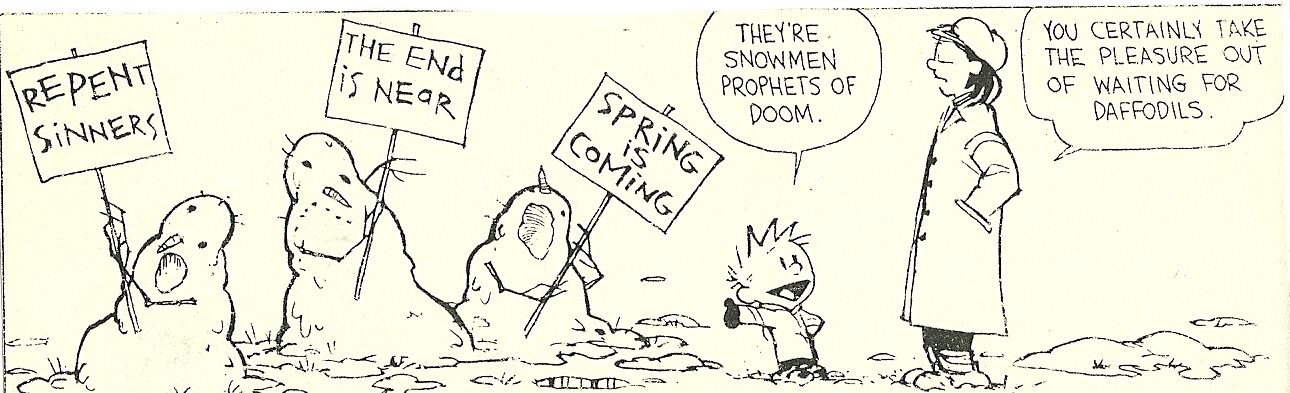 REPENT
SiNNERS
THE ENd
iS NEaR
SPRiNG
iS
COMiNG
THEY'RE
SNOWMEN
PROPHETS OF
DOOM.
YOU CERTAINLY TAKE
THE PLEASURE OUT
OF WAITING FOR
DAFFODILS.